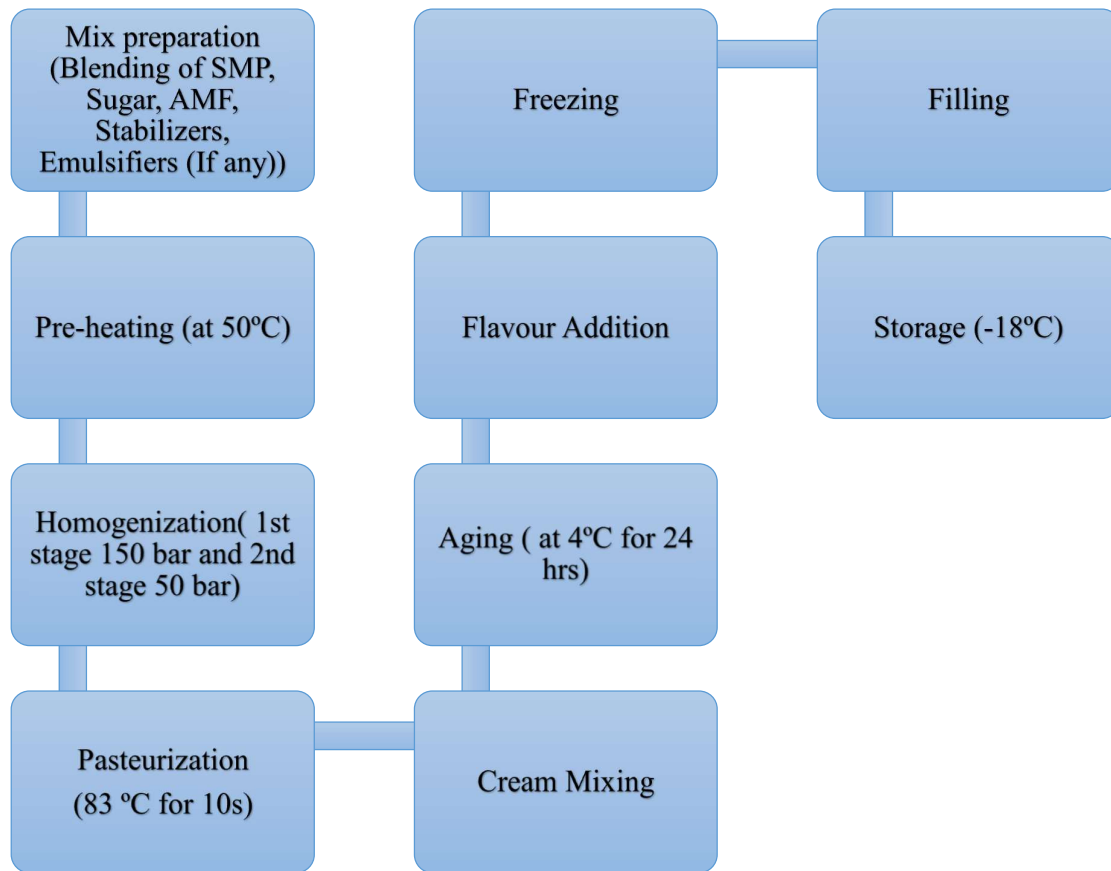 Mix preparation
(Blending of SMP,
Sugar, AMF,
Stabilizers,
Emulsifiers (If any))
Pre-heating (at 50ºC)
Homogenization( 1st
stage 150 bar and 2nd
stage 50 bar)
Pasteurization
(83 ºC for 10s)
Cream Mixing
Aging ( at 4ºC for 24
hrs)
Flavour Addition
Freezing
Filling
Storage (-18ºC)